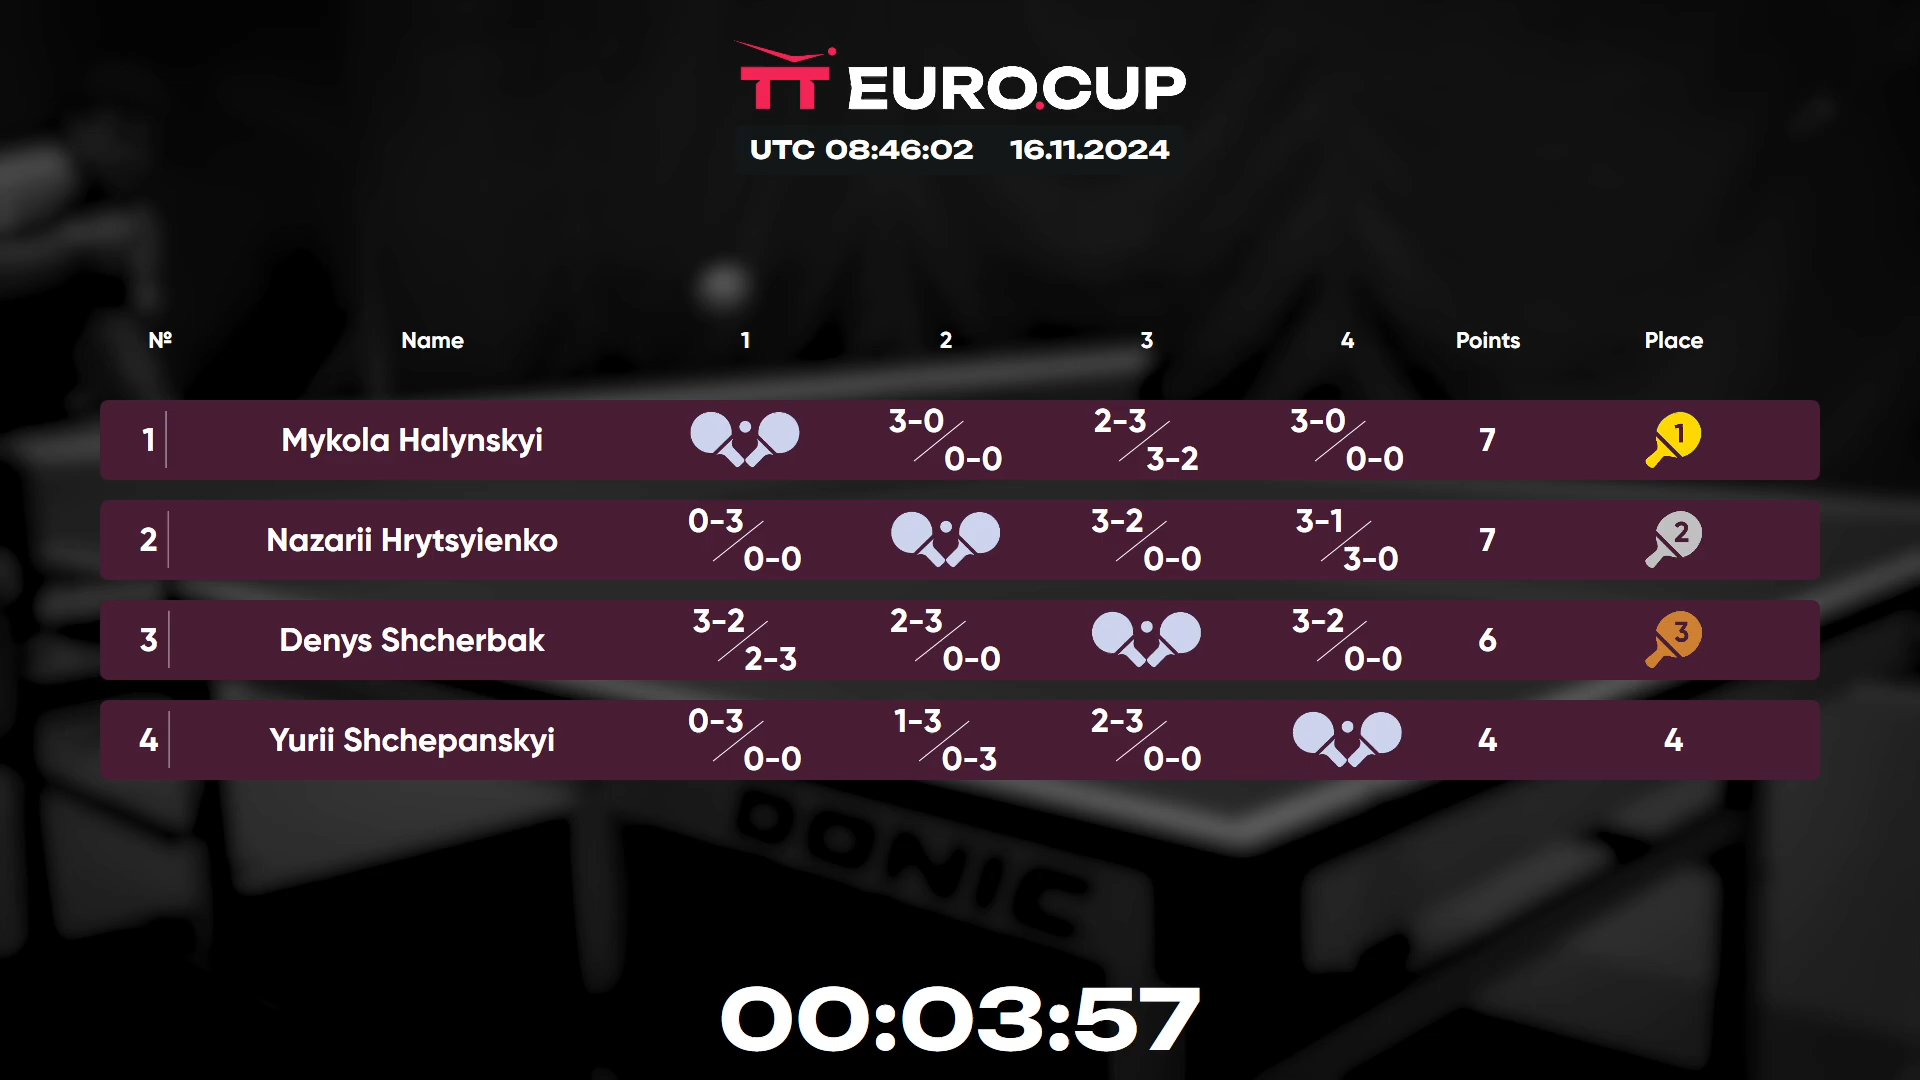 TT EURO.CUP
UTC 08:46:02 16.11.2024
Nº Name 1 2 3 4 Points Place
1 Mykola Halynskyi 3-0 0-0 2-3 3-2 3-0 0-0 7 1
2 Nazarii Hrytsyienko 0-3 0-0 3-2 0-0 3-1 3-0 7 2
3 Denys Shcherbak 3-2 2-3 2-3 0-0 3-2 0-0 6 3
4 Yurii Shchepanskyi 0-3 0-0 1-3 0-3 2-3 0-0 4 4
DONIC
00:03:57